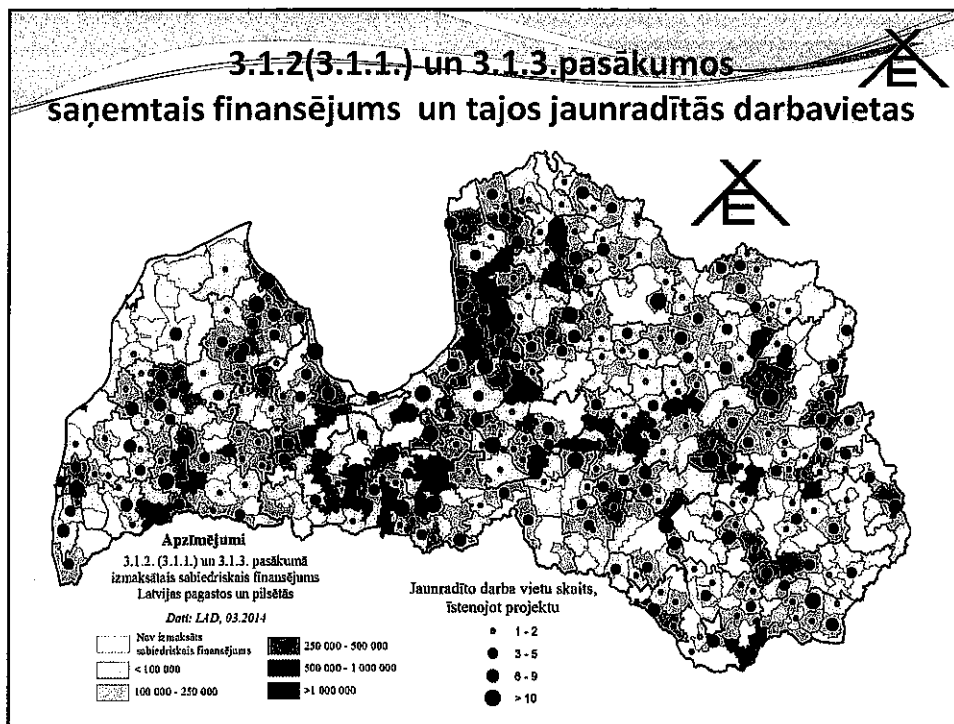 3.1.2(3.1.1.) un 3.1.3.pasākumos
saņemtais finansējums un tajos jaunradītās darbavietas
Apzīmējumi
3.1.2. (3.1.1.) un 3.1.3. pasākumā
izmaksātais sabiedriskais finansējums
Latvijas pagastos un pilsētās
Dati: LAD, 03.2014
Nav izmaksāts
sabiedriskais finansējums
< 100 000
100 000 - 250 000
250 000 - 500 000
500 000 - 1 000 000
>1 000 000
Jaunradīto darba vietu skaits,
īstenojot projektu
1 - 2
3 - 5
6 - 9
> 10